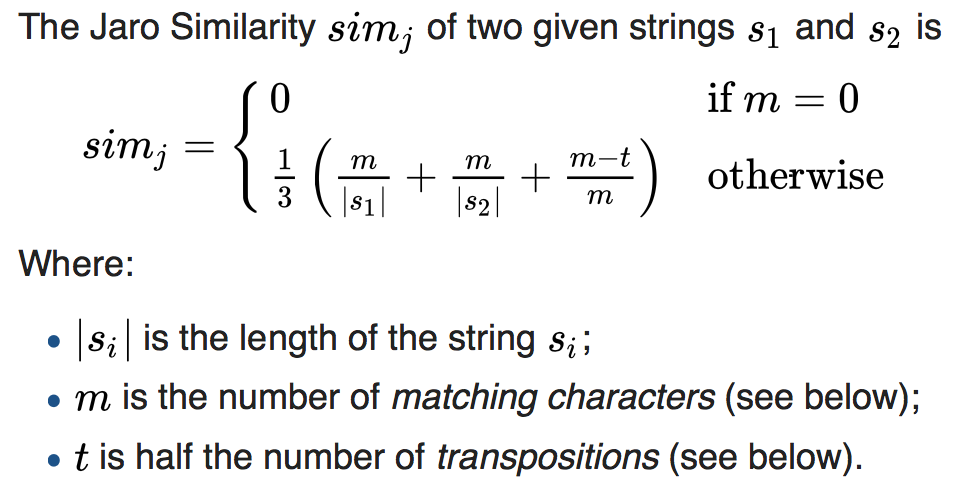 The Jaro Similarity sim_j of two given strings s_1 and s_2 is
sim_j = { 0 if m = 0
1/3 ( m/|s_1| + m/|s_2| + (m−t)/m ) otherwise
Where:
• |s_i| is the length of the string s_i;
• m is the number of matching characters (see below);
• t is half the number of transpositions (see below).